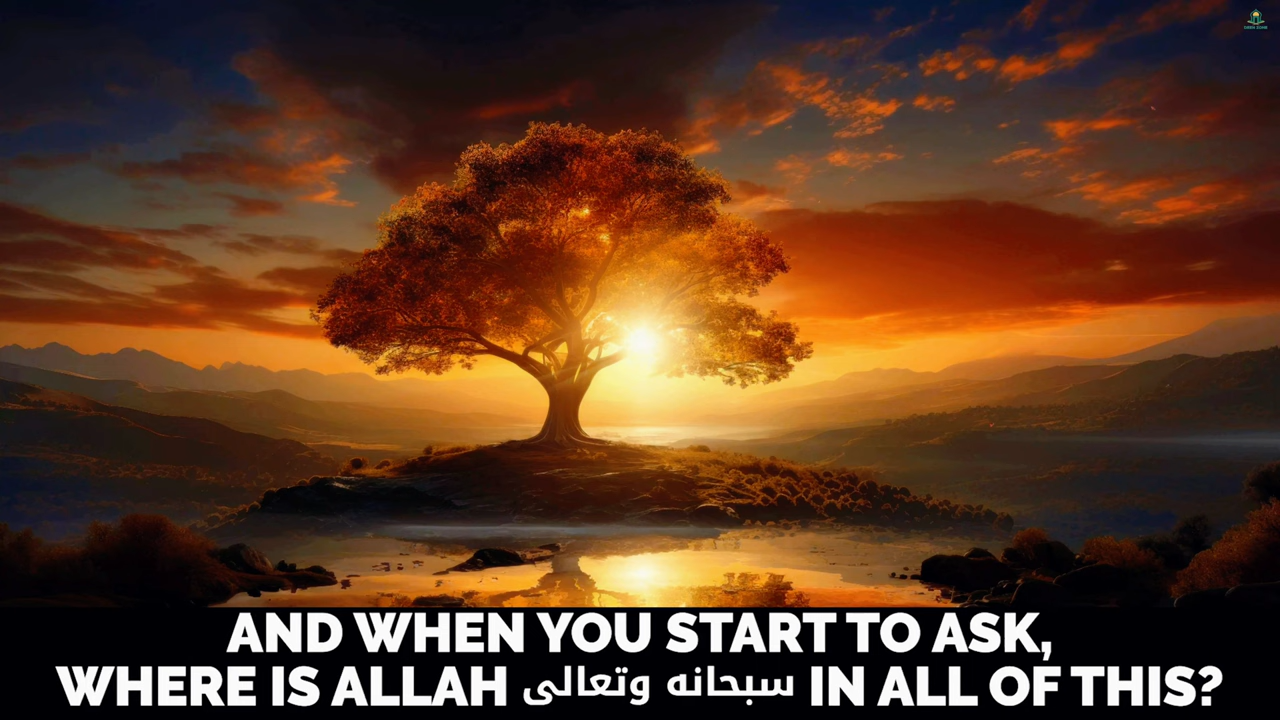 AND WHEN YOU START TO ASK,
WHERE IS ALLAH سبحانه وتعالى IN ALL OF THIS?